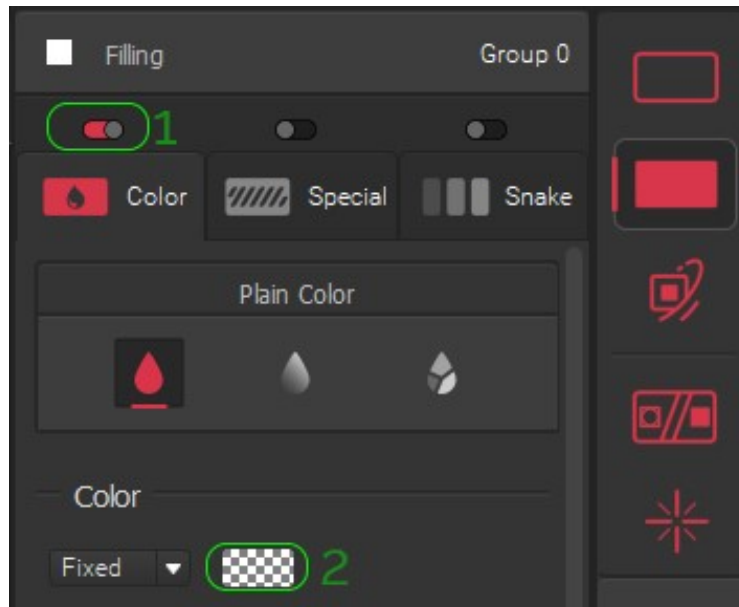 Filling Group 0
1
Color Special Snake
Plain Color
Color
Fixed 2